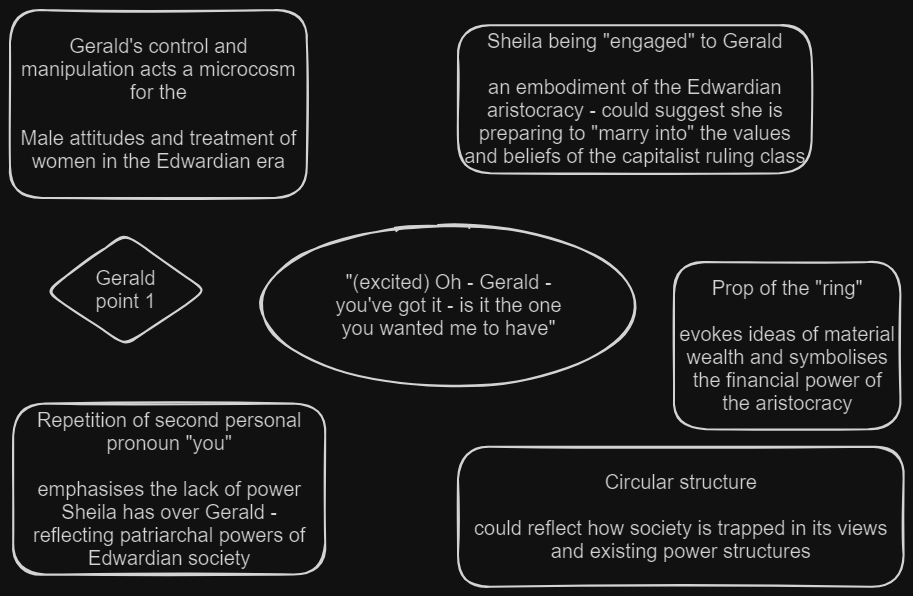 Gerald's control and
manipulation acts a microcosm
for the
Male attitudes and treatment of
women in the Edwardian era
Sheila being "engaged" to Gerald
an embodiment of the Edwardian
aristocracy - could suggest she is
preparing to "marry into" the values
and beliefs of the capitalist ruling class
Gerald
point 1
"(excited) Oh - Gerald -
you've got it - is it the one
you wanted me to have"
Prop of the "ring"
evokes ideas of material
wealth and symbolises
the financial power of
the aristocracy
Repetition of second personal
pronoun "you"
emphasises the lack of power
Sheila has over Gerald -
reflecting patriarchal powers of
Edwardian society
Circular structure
could reflect how society is trapped in its views
and existing power structures